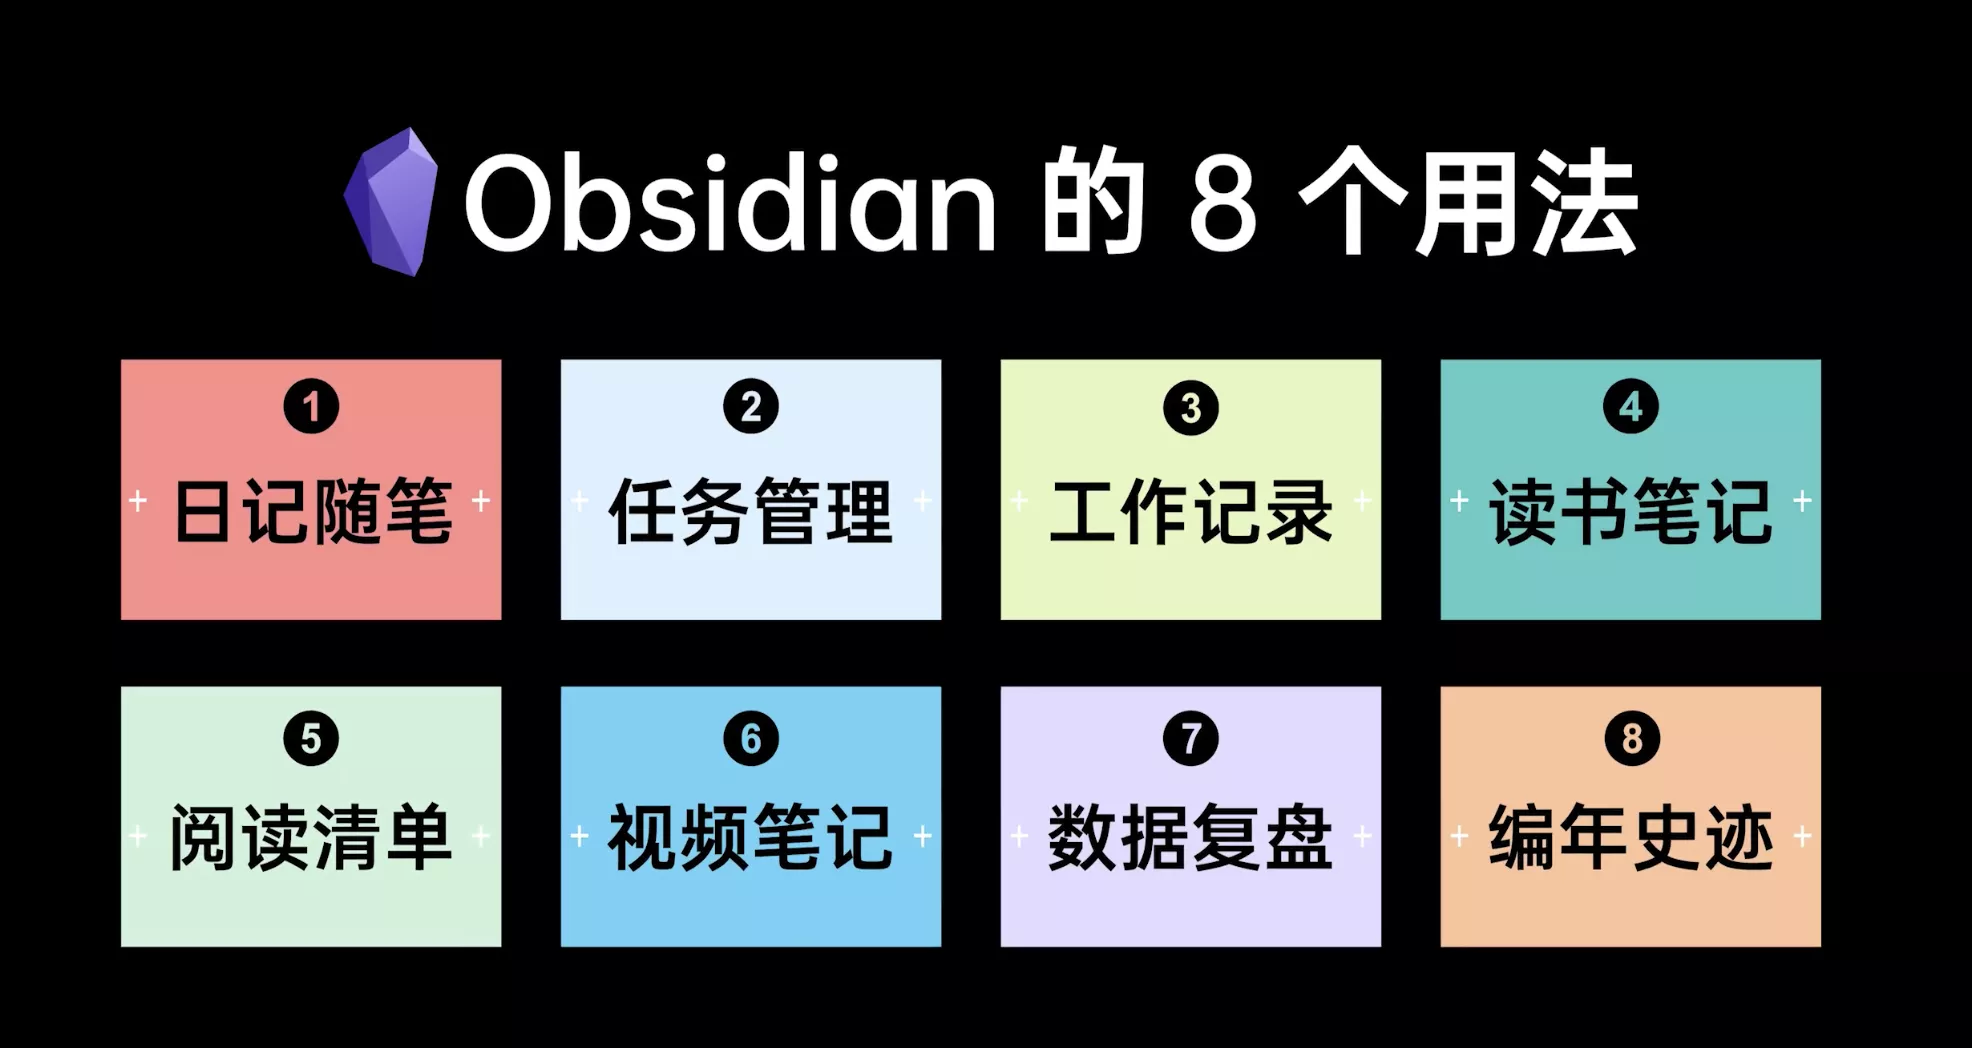 Obsidian 的 8 个用法
1
日记随笔
2
任务管理
3
工作记录
4
读书笔记
5
阅读清单
6
视频笔记
7
数据复盘
8
编年史迹